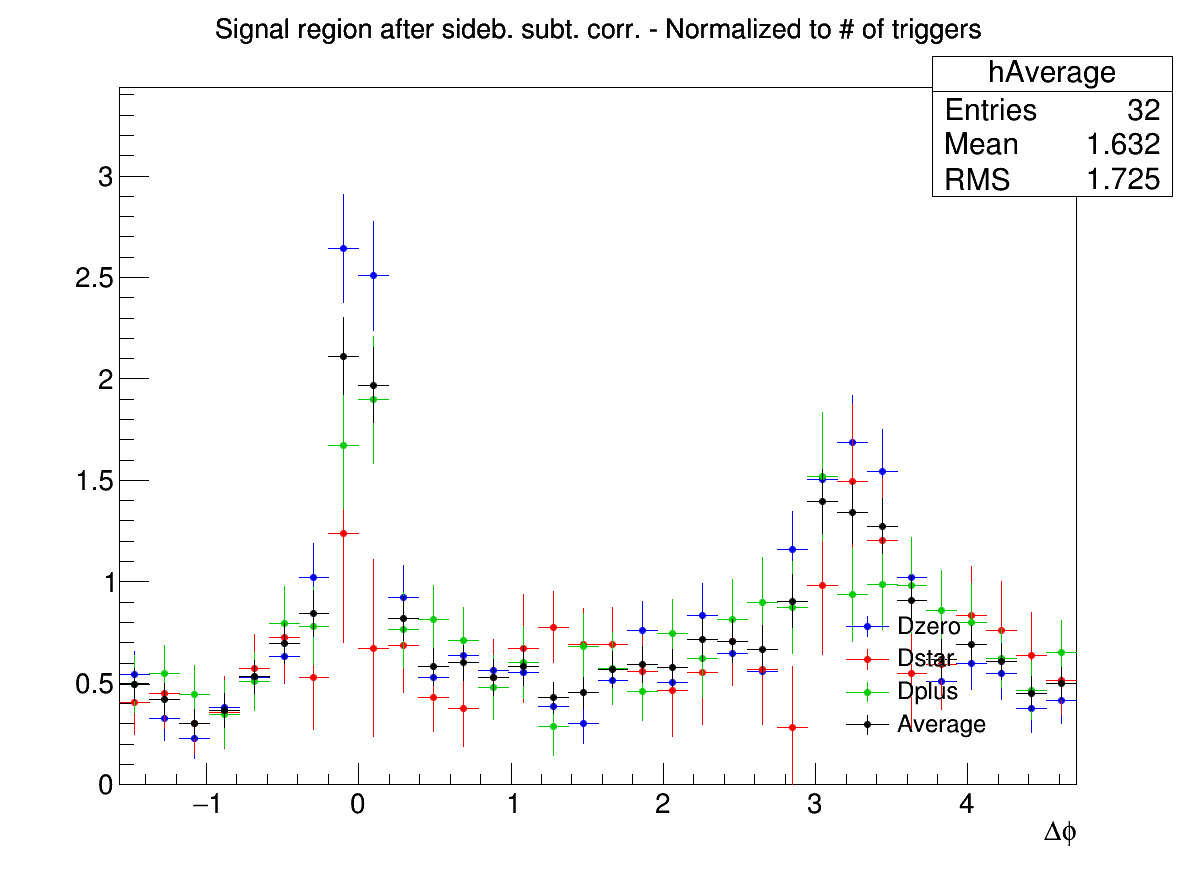 Signal region after sideb. subt. corr. - Normalized to # of triggers
hAverage
Entries 32
Mean 1.632
RMS 1.725
3
2.5
2
1.5
1
0.5
0
Dzero
Dstar
Dplus
Average
−1 0 1 2 3 4
Δϕ